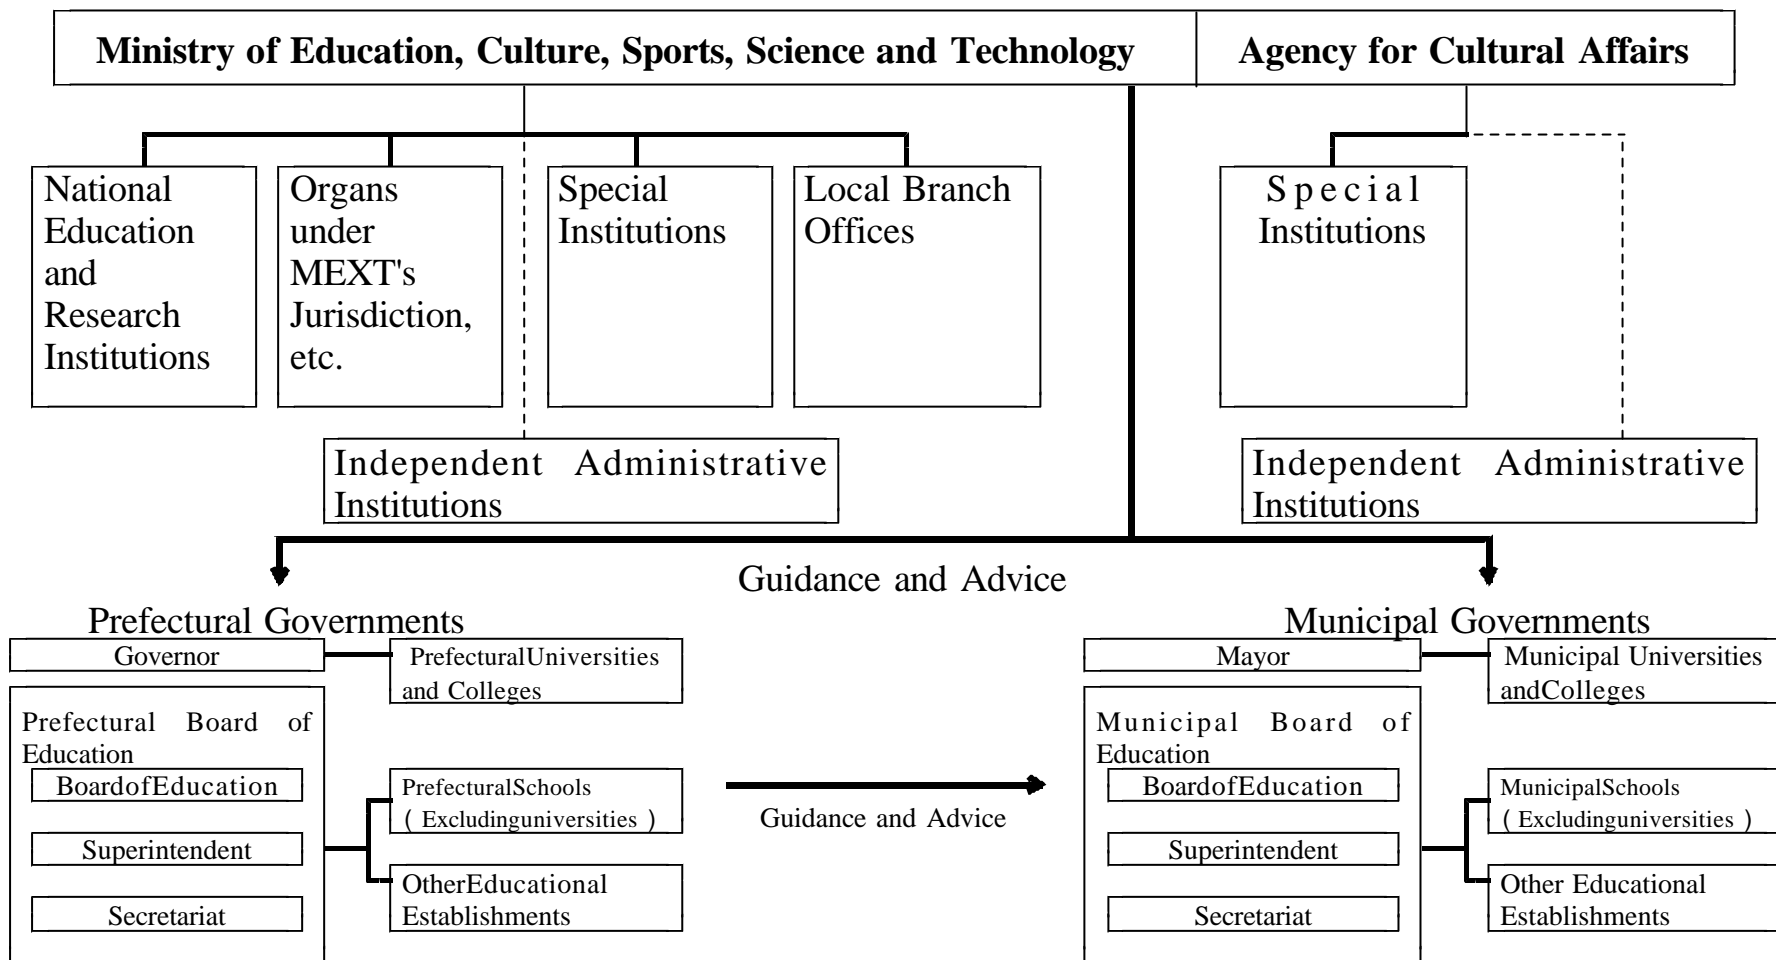 Ministry of Education, Culture, Sports, Science and Technology
Agency for Cultural Affairs
National
Education
and
Research
Institutions
Organs
under
MEXT's
Jurisdiction,
etc.
Special
Institutions
Local Branch
Offices
Special
Institutions
Independent Administrative
Institutions
Independent Administrative
Institutions
Guidance and Advice
Prefectural Governments
Governor
PrefecturalUniversities
and Colleges
Prefectural Board of
Education
BoardofEducation
Superintendent
Secretariat
PrefecturalSchools
( Excludinguniversities )
OtherEducational
Establishments
Guidance and Advice
Municipal Governments
Mayor
Municipal Universities
andColleges
Municipal Board of
Education
BoardofEducation
Superintendent
Secretariat
MunicipalSchools
( Excludinguniversities )
Other Educational
Establishments